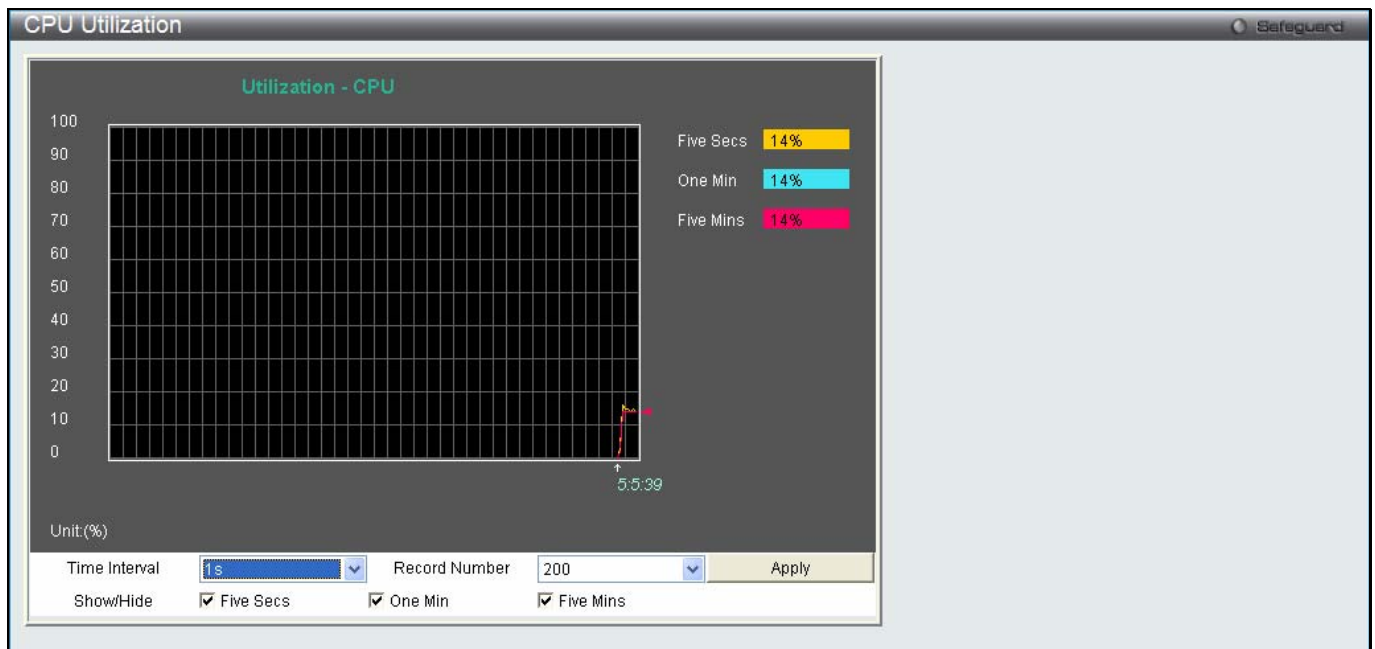 CPU Utilization
Safeguard
Utilization - CPU
100
90
80
70
60
50
40
30
20
10
0
Five Secs 14%
One Min 14%
Five Mins 14%
5:5:39
Unit:(%)
Time Interval 1s Record Number 200 Apply
Show/Hide Five Secs One Min Five Mins